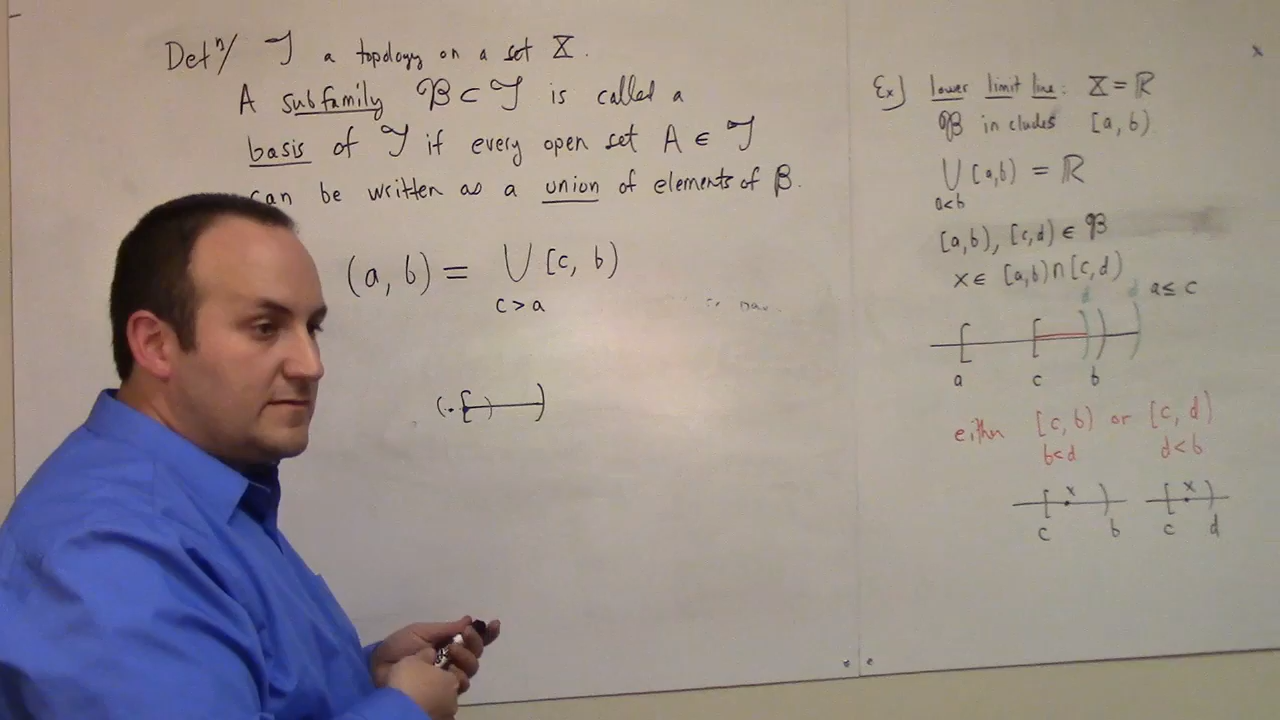 Defⁿ/ 𝒯 a topology on a set X.
A subfamily ℬ ⊂ 𝒯 is called a
basis of 𝒯 if every open set A ∈ 𝒯
can be written as a union of elements of β.
(a, b) = ⋃ [c, b)
c > a
Ex) lower limit line: X = ℝ
ℬ includes [a, b)
⋃ [a,b) = ℝ
a<b
[a,b), [c,d) ∈ ℬ
x ∈ [a,b) ∩ [c,d)
a ≤ c
d d
a c b
either [c, b) or [c, d)
b<d d<b
x x
c b c d